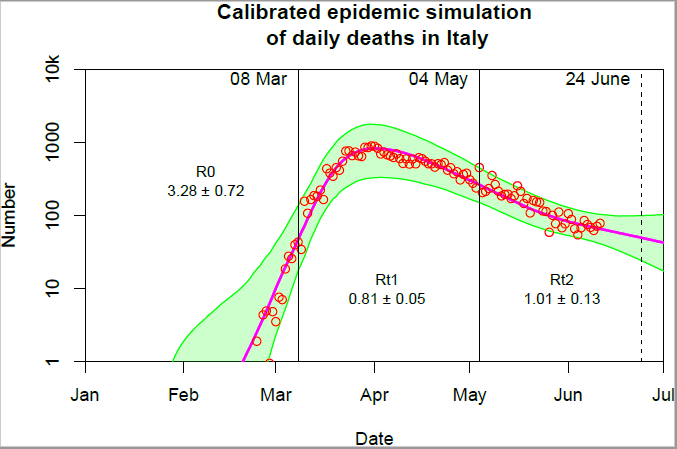 Calibrated epidemic simulation
of daily deaths in Italy
10k
08 Mar
04 May
24 June
1000
R0
3.28 ± 0.72
Number
100
Rt1
0.81 ± 0.05
Rt2
1.01 ± 0.13
10
1
Jan
Feb
Mar
Apr
May
Jun
Jul
Date